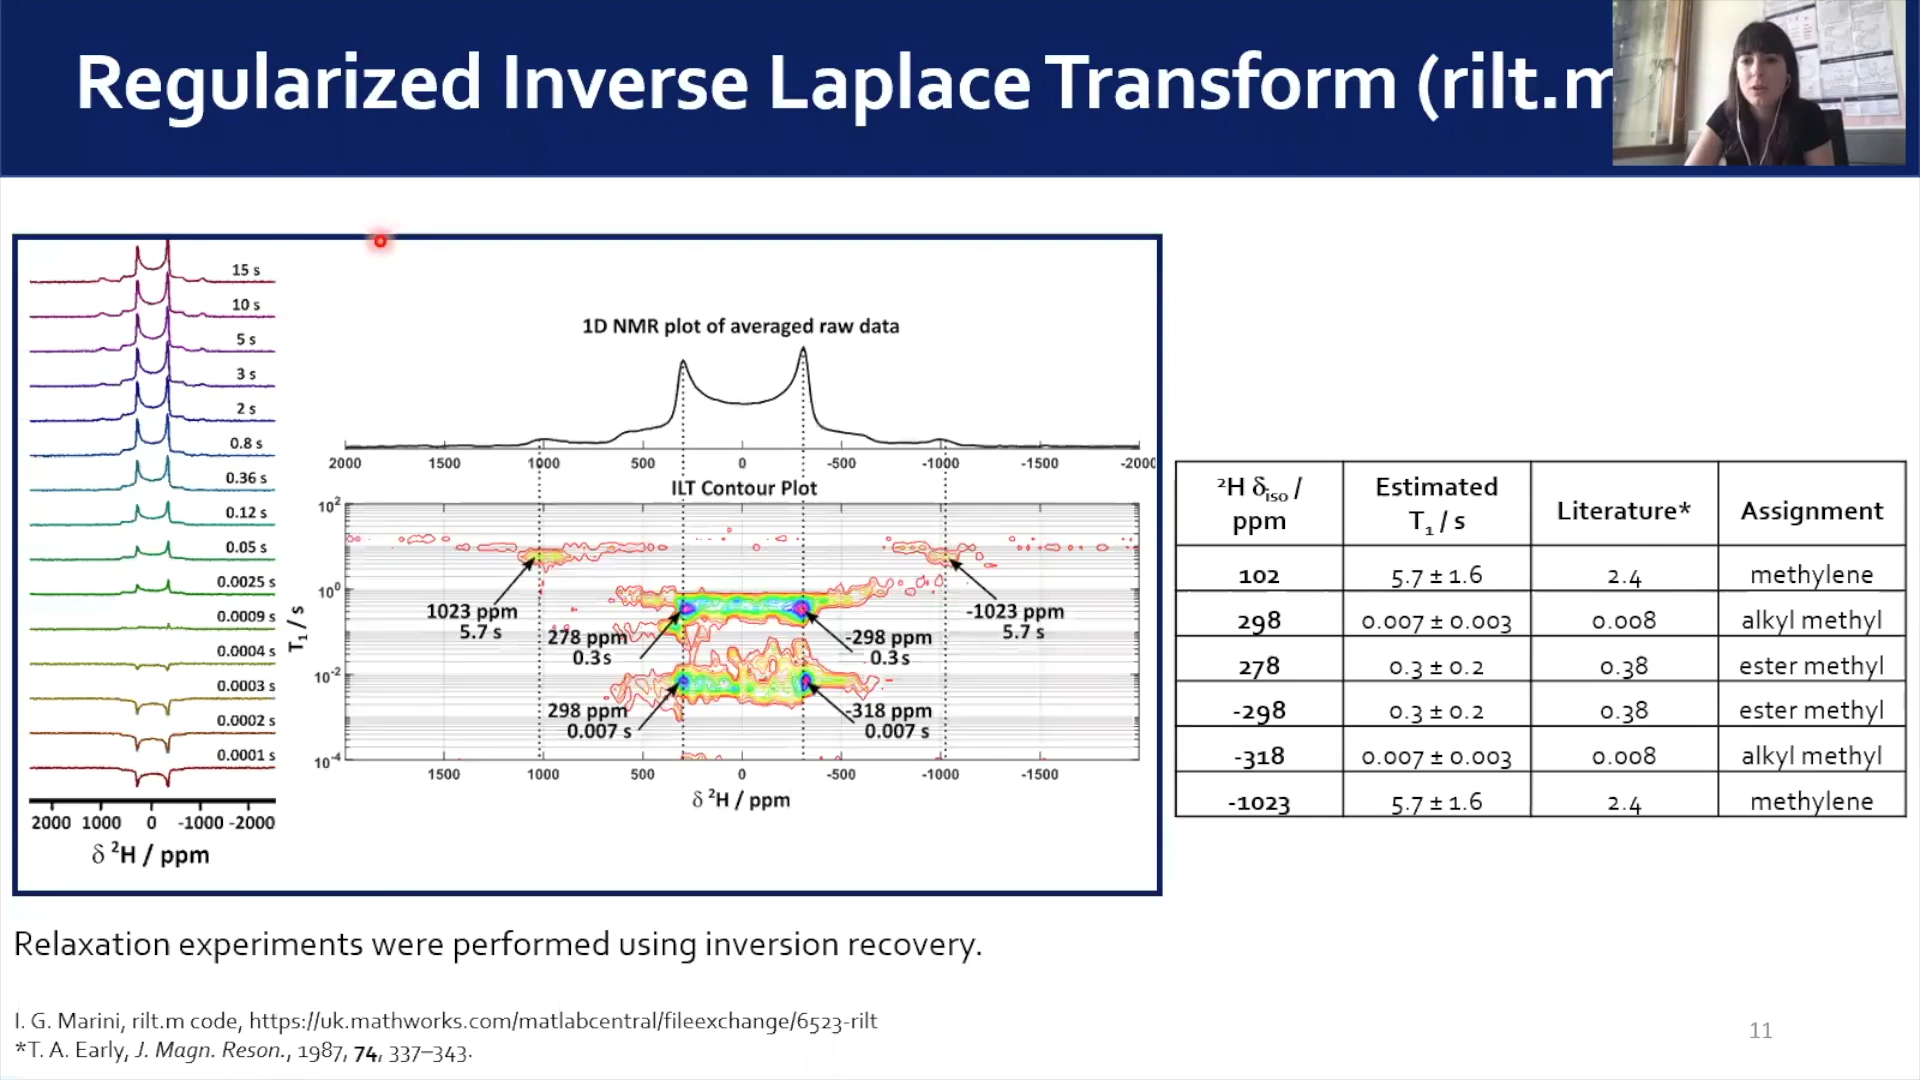 Regularized Inverse Laplace Transform (rilt.m
15 s
10 s
5 s
3 s
2 s
0.8 s
0.36 s
0.12 s
0.05 s
0.0025 s
0.0009 s
0.0004 s
0.0003 s
0.0002 s
0.0001 s
2000 1000 0 -1000 -2000
δ ²H / ppm
1D NMR plot of averaged raw data
2000 1500 1000 500 0 -500 -1000 -1500 -2000
ILT Contour Plot
T₁ / s
10²
10⁰
10⁻²
10⁻⁴
1023 ppm
5.7 s
278 ppm
0.3 s
-298 ppm
0.3 s
-1023 ppm
5.7 s
298 ppm
0.007 s
-318 ppm
0.007 s
1500 1000 500 0 -500 -1000 -1500
δ ²H / ppm
²H δiso / ppm Estimated T₁ / s Literature* Assignment
102 5.7 ± 1.6 2.4 methylene
298 0.007 ± 0.003 0.008 alkyl methyl
278 0.3 ± 0.2 0.38 ester methyl
-298 0.3 ± 0.2 0.38 ester methyl
-318 0.007 ± 0.003 0.008 alkyl methyl
-1023 5.7 ± 1.6 2.4 methylene
Relaxation experiments were performed using inversion recovery.
I. G. Marini, rilt.m code, https://uk.mathworks.com/matlabcentral/fileexchange/6523-rilt
*T. A. Early, J. Magn. Reson., 1987, 74, 337–343.
11